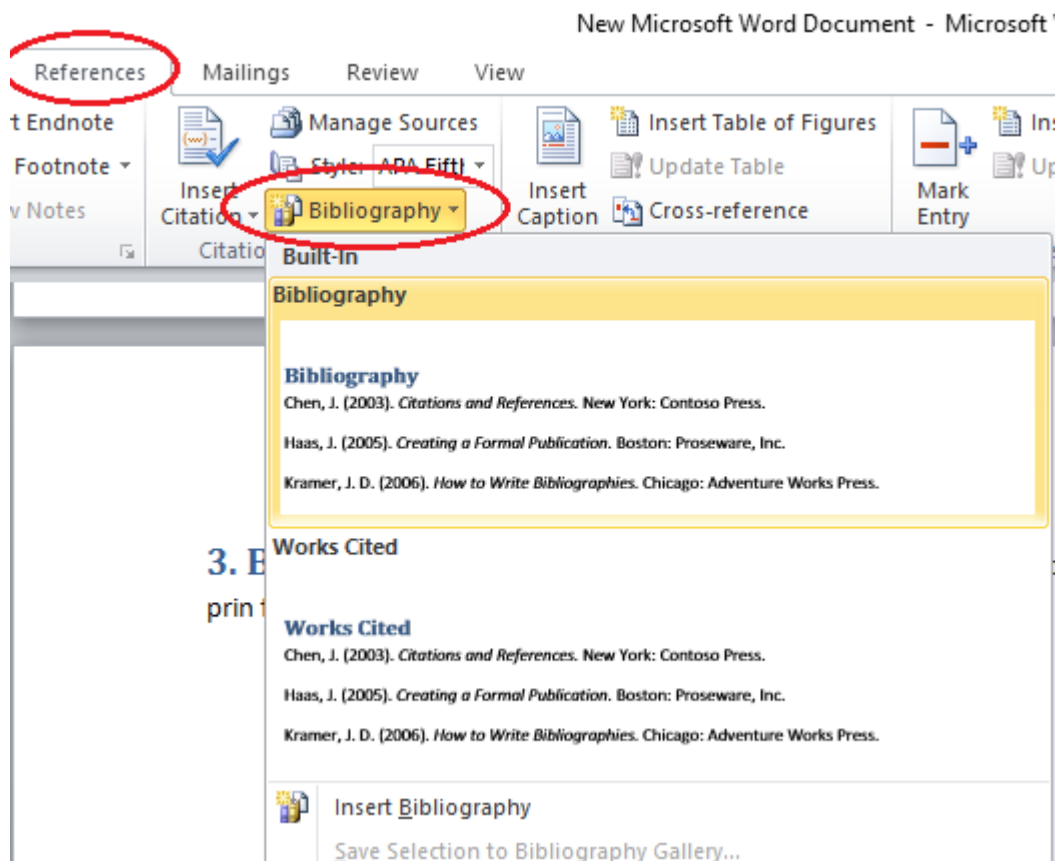 New Microsoft Word Document - Microsoft
References Mailings Review View
t Endnote
Footnote
Notes
Insert
Citation
Manage Sources
Style: APA Fifth
Bibliography
Citatio
Insert
Caption
Insert Table of Figures
Update Table
Cross-reference
Mark
Entry
Built-In
Bibliography
Bibliography
Chen, J. (2003). Citations and References. New York: Contoso Press.
Haas, J. (2005). Creating a Formal Publication. Boston: Proseware, Inc.
Kramer, J. D. (2006). How to Write Bibliographies. Chicago: Adventure Works Press.
3. B
prin
Works Cited
Works Cited
Chen, J. (2003). Citations and References. New York: Contoso Press.
Haas, J. (2005). Creating a Formal Publication. Boston: Proseware, Inc.
Kramer, J. D. (2006). How to Write Bibliographies. Chicago: Adventure Works Press.
Insert Bibliography
Save Selection to Bibliography Gallery...